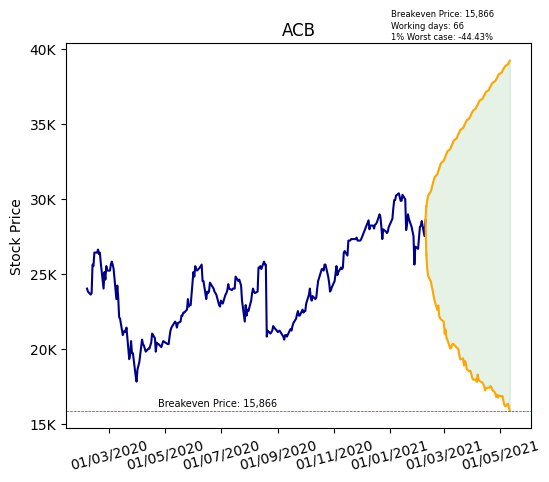 Breakeven Price: 15,866
Working days: 66
1% Worst case: -44.43%
ACB
40K
35K
30K
25K
20K
15K
Stock Price
Breakeven Price: 15,866
01/03/2020
01/05/2020
01/07/2020
01/09/2020
01/11/2020
01/01/2021
01/03/2021
01/05/2021